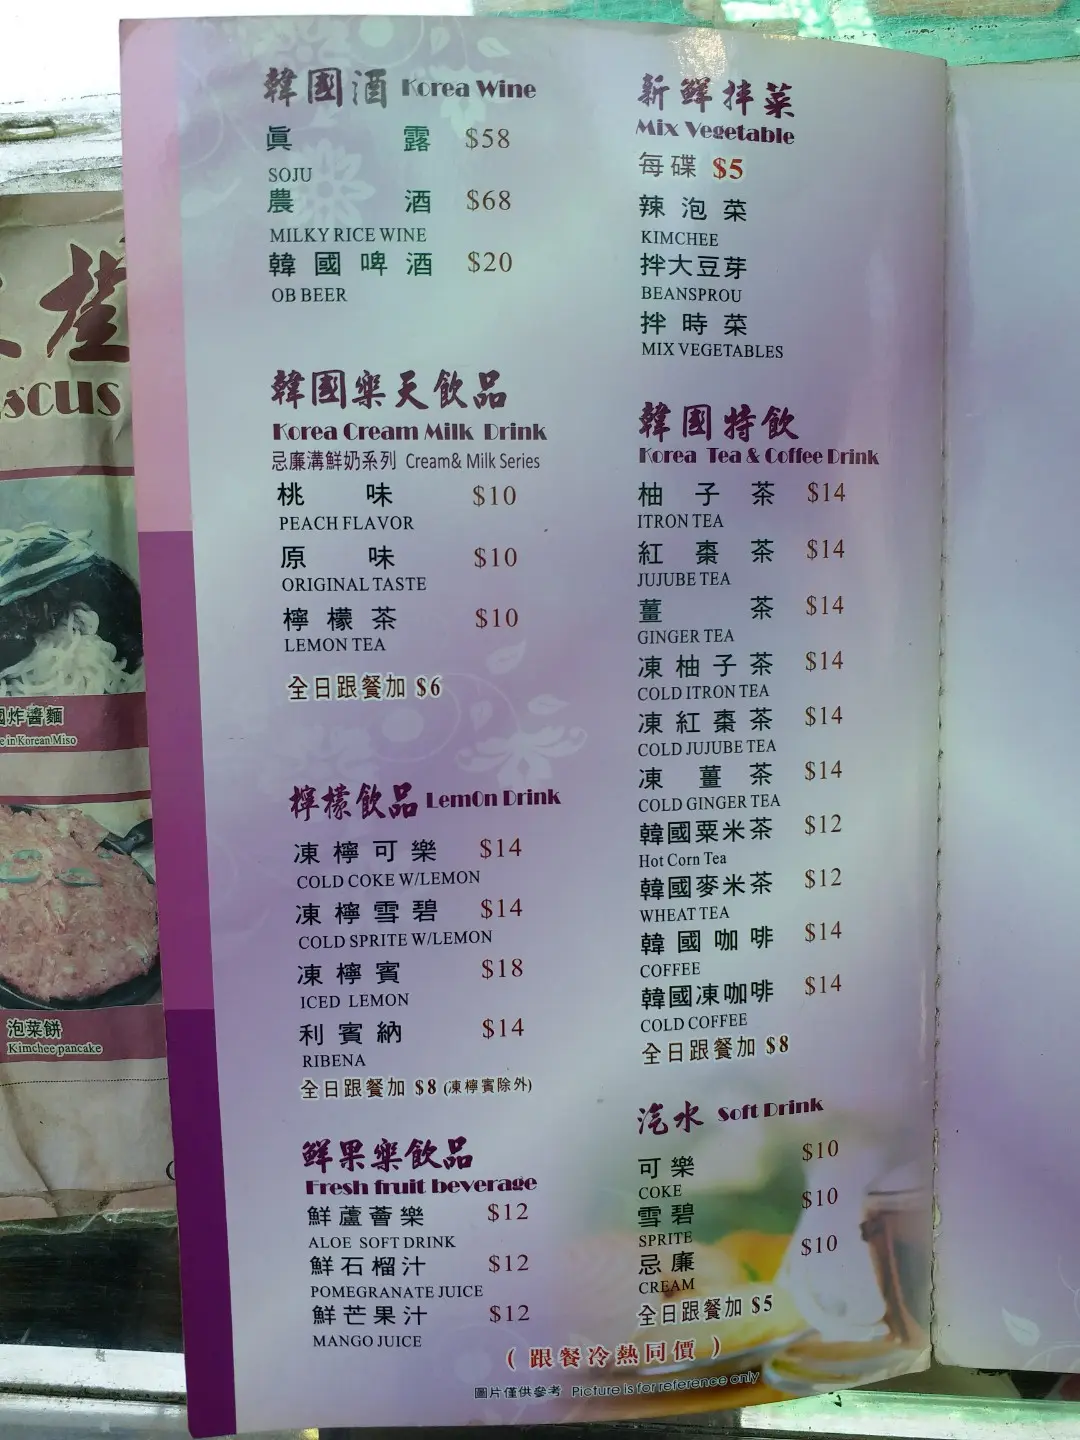 韓國酒 Korea Wine
眞露 $58
SOJU
農酒 $68
MILKY RICE WINE
韓國啤酒 $20
OB BEER
韓國樂天飲品
Korea Cream Milk Drink
忌廉溝鮮奶系列 Cream& Milk Series
桃味 $10
PEACH FLAVOR
原味 $10
ORIGINAL TASTE
檸檬茶 $10
LEMON TEA
全日跟餐加 $6
檸檬飲品 LemOn Drink
凍檸可樂 $14
COLD COKE W/LEMON
凍檸雪碧 $14
COLD SPRITE W/LEMON
凍檸賓 $18
ICED LEMON
利賓納 $14
RIBENA
全日跟餐加 $8 (凍檸賓除外)
鮮果樂飲品
Fresh fruit beverage
鮮蘆薈樂 $12
ALOE SOFT DRINK
鮮石榴汁 $12
POMEGRANATE JUICE
鮮芒果汁 $12
MANGO JUICE
新鮮拌菜
Mix Vegetable
每碟 $5
辣泡菜
KIMCHEE
拌大豆芽
BEANSPROU
拌時菜
MIX VEGETABLES
韓國特飲
Korea Tea & Coffee Drink
柚子茶 $14
ITRON TEA
紅棗茶 $14
JUJUBE TEA
薑茶 $14
GINGER TEA
凍柚子茶 $14
COLD ITRON TEA
凍紅棗茶 $14
COLD JUJUBE TEA
凍薑茶 $14
COLD GINGER TEA
韓國粟米茶 $12
Hot Corn Tea
韓國麥米茶 $12
WHEAT TEA
韓國咖啡 $14
COFFEE
韓國凍咖啡 $14
COLD COFFEE
全日跟餐加 $8
汽水 Soft Drink
可樂 $10
COKE
雪碧 $10
SPRITE
忌廉 $10
CREAM
全日跟餐加 $5
( 跟餐冷熱同價 )
圖片僅供參考 Picture is for reference only
scus
國炸醬麵
e in Korean Miso
泡菜餅
Kimchee pancake